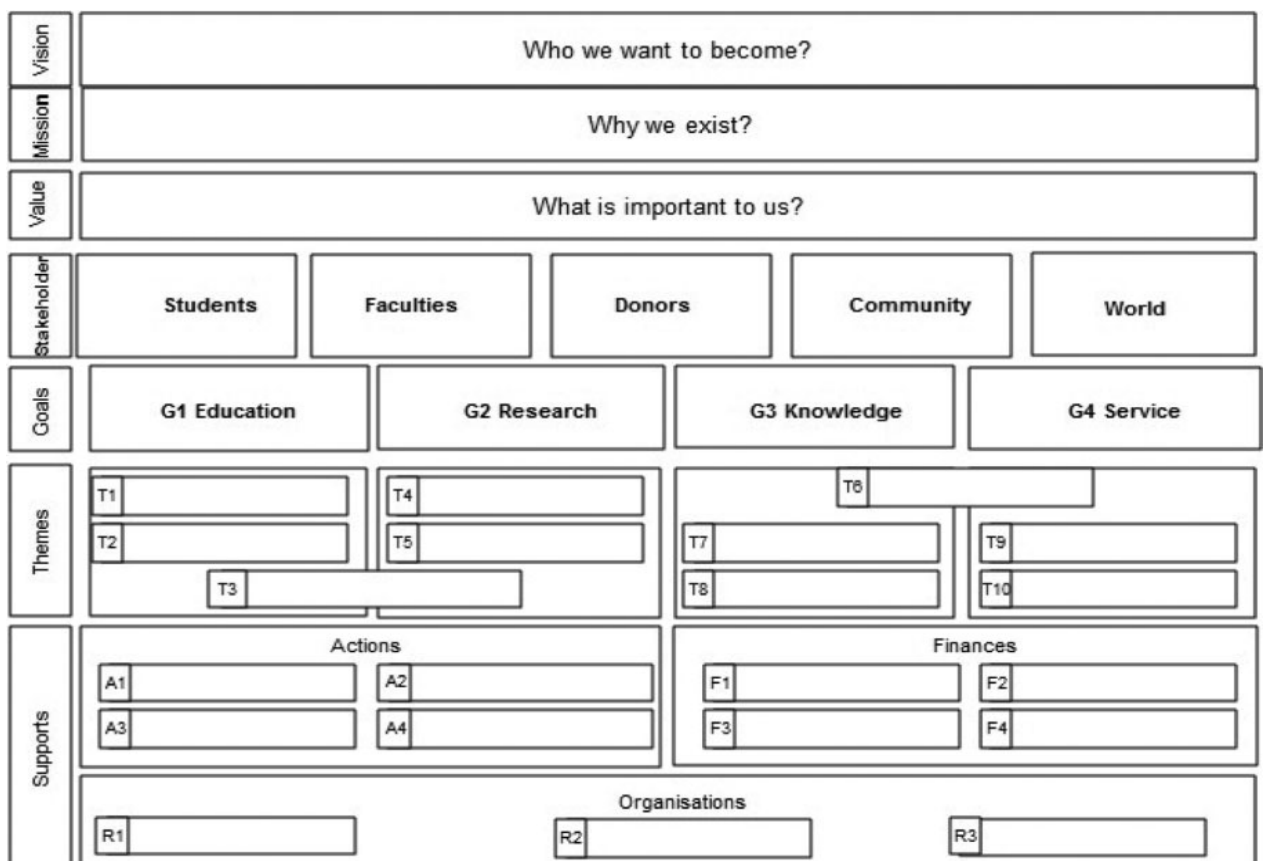 Vision
Who we want to become?
Mission
Why we exist?
Value
What is important to us?
Stakeholder
Students
Faculties
Donors
Community
World
Goals
G1 Education
G2 Research
G3 Knowledge
G4 Service
Themes
T1
T4
T6
T2
T5
T7
T9
T3
T8
T10
Supports
Actions
Finances
A1
A2
F1
F2
A3
A4
F3
F4
Organisations
R1
R2
R3